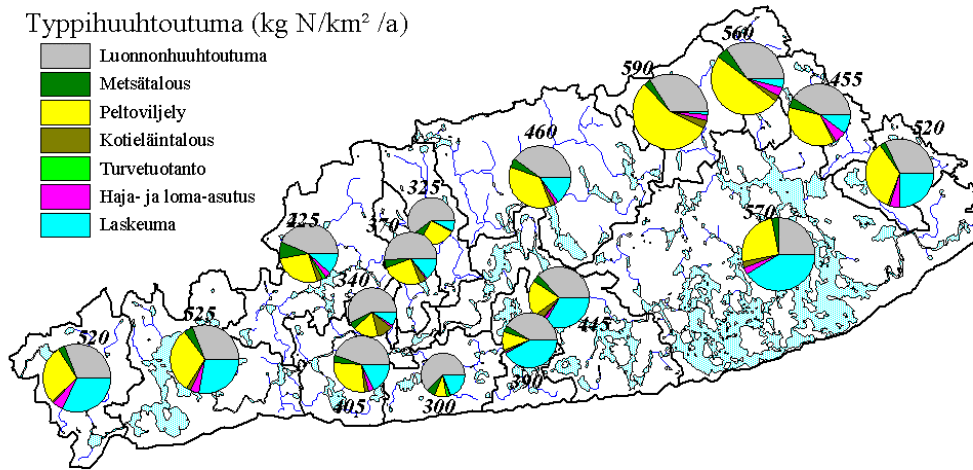 Typpihuuhtoutuma (kg N/km² /a)
Luonnonhuuhtoutuma
Metsätalous
Peltoviljely
Kotieläintalous
Turvetuotanto
Haja- ja loma-asutus
Laskeuma
560
590
455
460
520
325
425
370
570
340
525
520
445
390
405
300